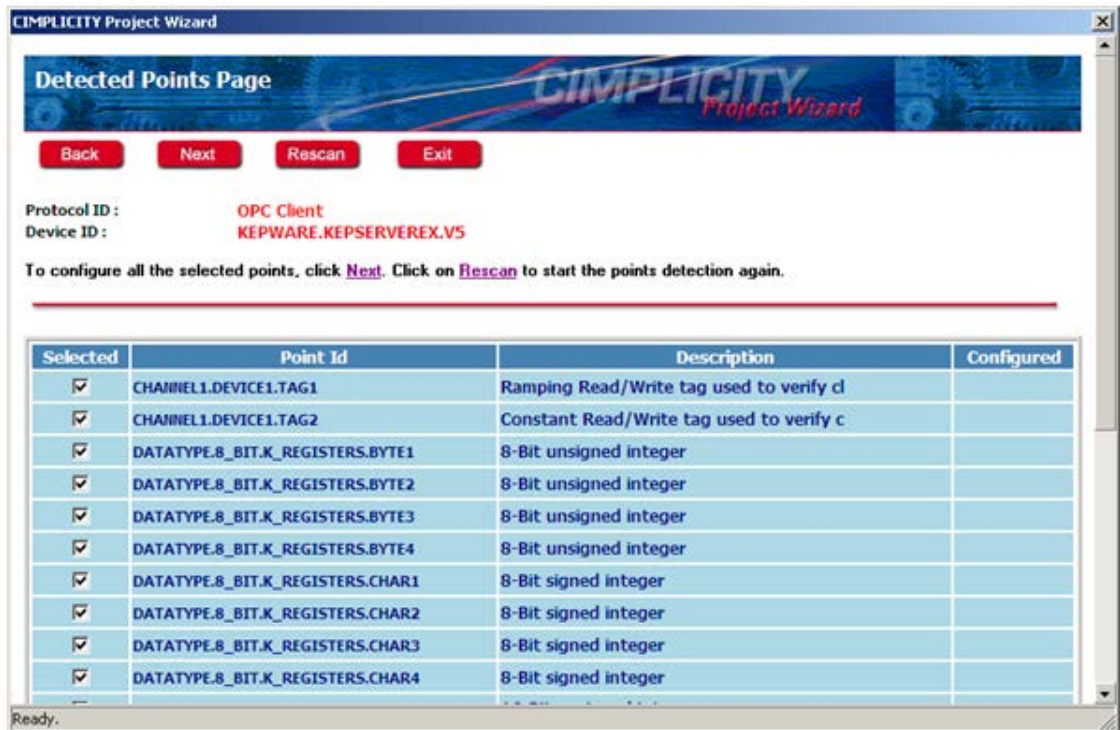 CIMPLICITY Project Wizard
Detected Points Page
CIMPLICITY
Project Wizard
Back Next Rescan Exit
Protocol ID : OPC Client
Device ID : KEPWARE.KEPSERVEREX.V5
To configure all the selected points, click Next. Click on Rescan to start the points detection again.
Selected Point Id Description Configured
CHANNEL1.DEVICE1.TAG1 Ramping Read/Write tag used to verify cl
CHANNEL1.DEVICE1.TAG2 Constant Read/Write tag used to verify c
DATATYPE.8_BIT.K_REGISTERS.BYTE1 8-Bit unsigned integer
DATATYPE.8_BIT.K_REGISTERS.BYTE2 8-Bit unsigned integer
DATATYPE.8_BIT.K_REGISTERS.BYTE3 8-Bit unsigned integer
DATATYPE.8_BIT.K_REGISTERS.BYTE4 8-Bit unsigned integer
DATATYPE.8_BIT.K_REGISTERS.CHAR1 8-Bit signed integer
DATATYPE.8_BIT.K_REGISTERS.CHAR2 8-Bit signed integer
DATATYPE.8_BIT.K_REGISTERS.CHAR3 8-Bit signed integer
DATATYPE.8_BIT.K_REGISTERS.CHAR4 8-Bit signed integer
Ready.